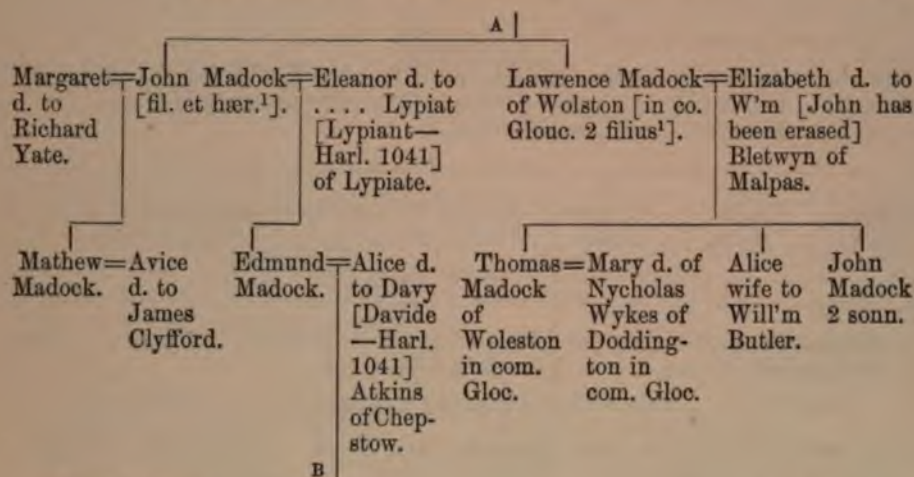 A
Margaret=John Madock=Eleanor d. to
d. to
Richard
Yate.
[fil. et hær.¹].
.... Lypiat
[Lypiant—
Harl. 1041]
of Lypiate.
Lawrence Madock=Elizabeth d. to
of Wolston [in co.
Glouc. 2 filius¹].
W'm [John has
been erased]
Bletwyn of
Malpas.
Mathew=Avice
Madock.
d. to
James
Clyfford.
Edmund=Alice d.
Madock.
to Davy
[Davide
—Harl.
1041]
Atkins
of Chep-
stow.
Thomas=Mary d. of
Madock
of
Woleston
in com.
Gloc.
Nycholas
Wykes of
Dodding-
ton in
com. Gloc.
Alice
wife to
Will'm
Butler.
John
Madock
2 sonn.
B